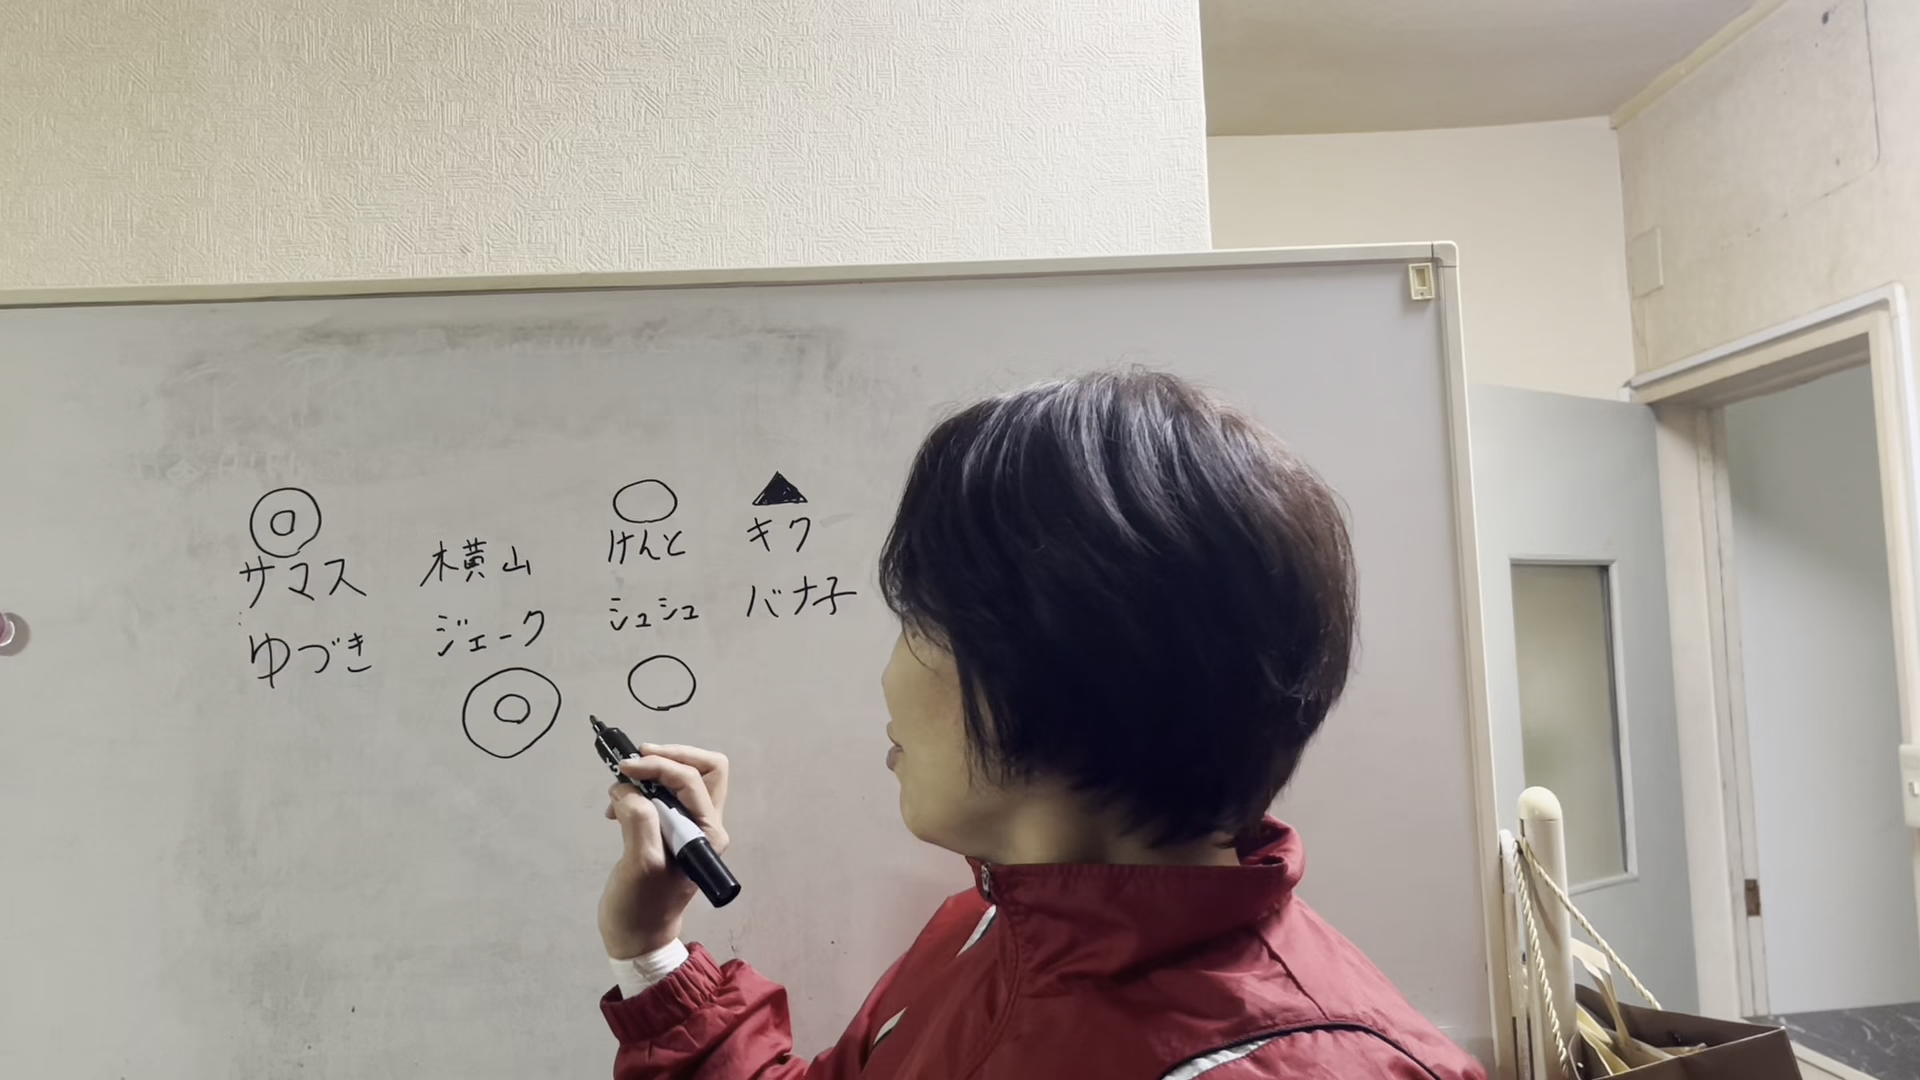 ◎ ○ ▲
サマス 横山 けんと キク
ゆづき ジェーク シュシュ バナ子
◎ ○